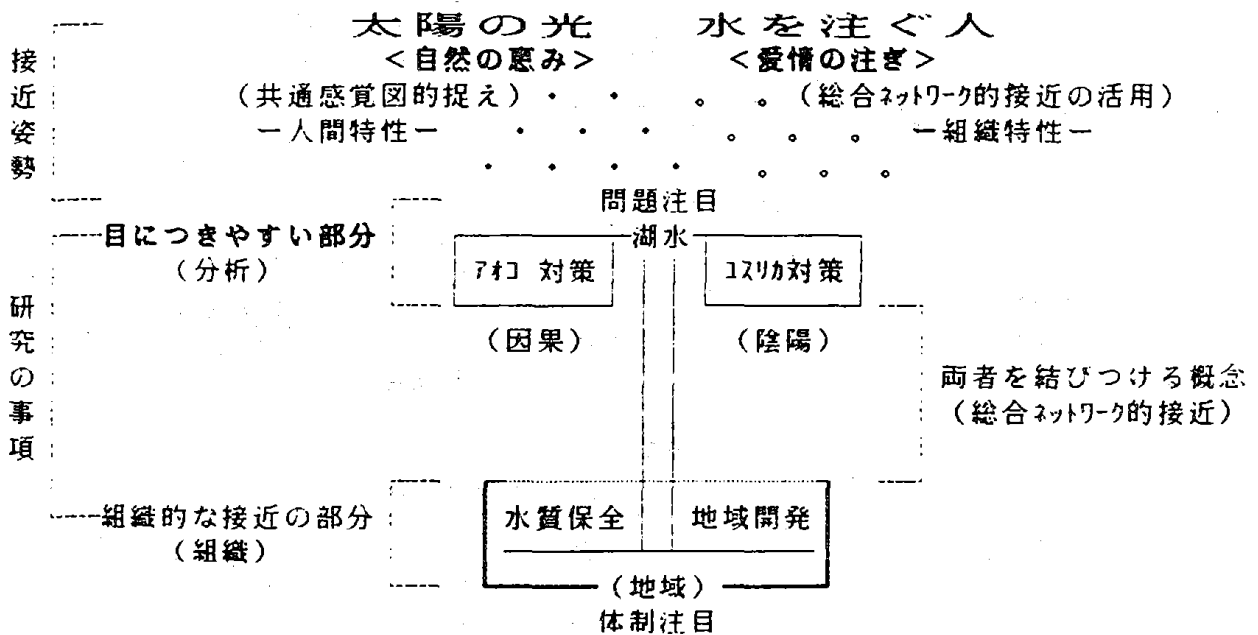 太陽の光 水を注ぐ人
<自然の恵み> <愛情の注ぎ>
(共通感覚図的捉え)・ ・ 。 。(総合ネットワーク的接近の活用)
ー人間特性ー ・ ・ ・ 。 。 。 ー組織特性ー
・ ・ ・ ・ 。 。 。
接近姿勢
問題注目
目につきやすい部分
(分析)
湖水
アオコ 対策 ユスリカ対策
(因果) (陰陽)
研究の事項
両者を結びつける概念
(総合ネットワーク的接近)
組織的な接近の部分
(組織)
水質保全 地域開発
(地域)
体制注目